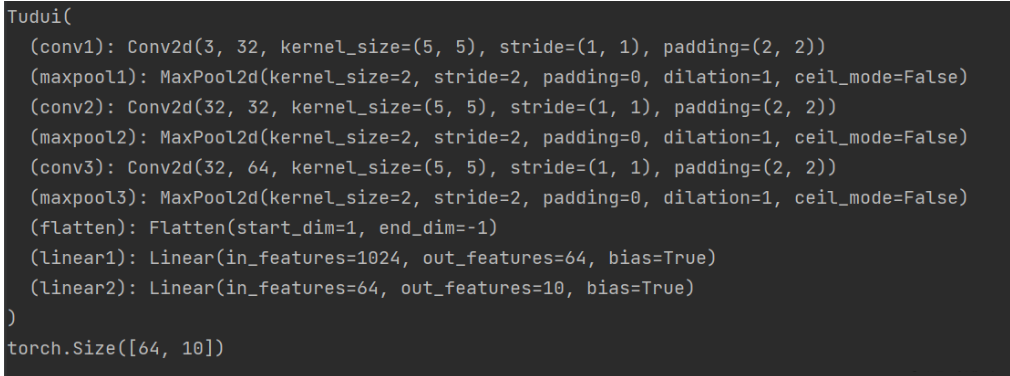 Tudui(
  (conv1): Conv2d(3, 32, kernel_size=(5, 5), stride=(1, 1), padding=(2, 2))
  (maxpool1): MaxPool2d(kernel_size=2, stride=2, padding=0, dilation=1, ceil_mode=False)
  (conv2): Conv2d(32, 32, kernel_size=(5, 5), stride=(1, 1), padding=(2, 2))
  (maxpool2): MaxPool2d(kernel_size=2, stride=2, padding=0, dilation=1, ceil_mode=False)
  (conv3): Conv2d(32, 64, kernel_size=(5, 5), stride=(1, 1), padding=(2, 2))
  (maxpool3): MaxPool2d(kernel_size=2, stride=2, padding=0, dilation=1, ceil_mode=False)
  (flatten): Flatten(start_dim=1, end_dim=-1)
  (linear1): Linear(in_features=1024, out_features=64, bias=True)
  (linear2): Linear(in_features=64, out_features=10, bias=True)
)
torch.Size([64, 10])